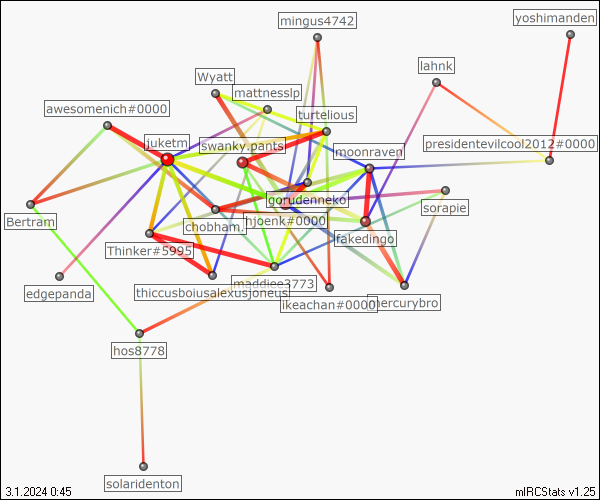 mingus4742
yoshimanden
lahnk
Wyatt
mattnesslp
awesomenich#0000
turtelious
juketm
swanky.pants
presidentevilcool2012#0000
moonraven
gorudenneko
sorapie
Bertram
chobham.
hjoenk#0000
fakedingo
Thinker#5995
maddiee3773
edgepanda
thiccusboiusalexusjoneus
ikeachan#0000
mercurybro
hos8778
solaridenton
3.1.2024 0:45
mIRCStats v1.25